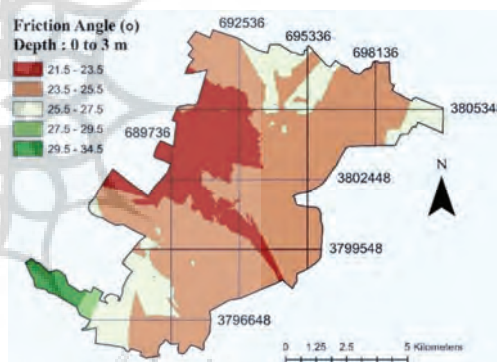 Friction Angle (o)
Depth : 0 to 3 m
21.5 - 23.5
23.5 - 25.5
25.5 - 27.5
27.5 - 29.5
29.5 - 34.5
692536
695336
698136
689736
3805348
3802448
3799548
3796648
N
0 1.25 2.5 5 Kilometers